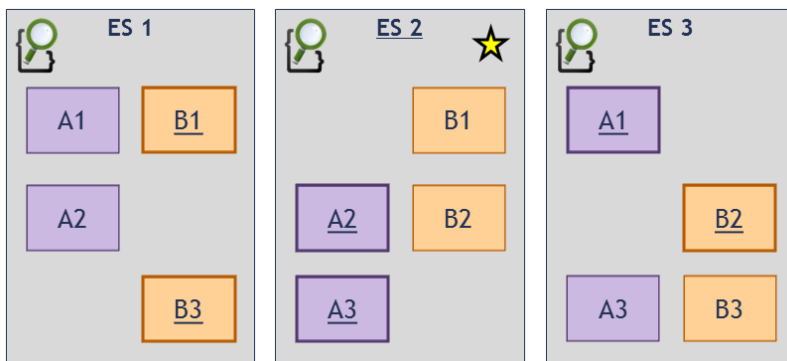 ES 1
A1 B1
A2
B3
ES 2
B1
A2 B2
A3
ES 3
A1
B2
A3 B3